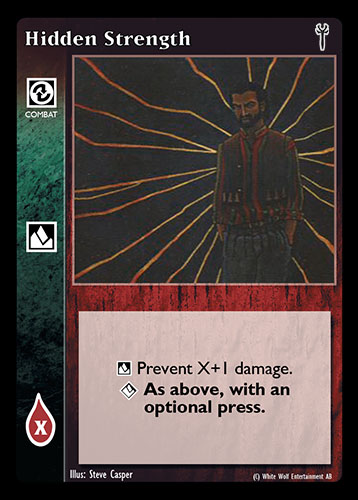 Hidden Strength
COMBAT
Prevent X+1 damage.
As above, with an
optional press.
X
Illus: Steve Casper
(C) White Wolf Entertainment AB